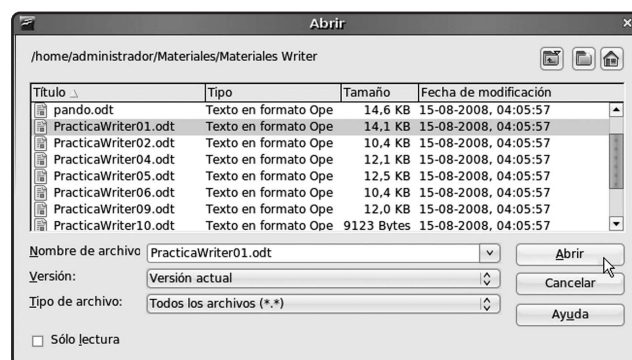 Abrir
/home/administrador/Materiales/Materiales Writer
Título Tipo Tamaño Fecha de modificación
pando.odt Texto en formato Ope 14,6 KB 15-08-2008, 04:05:57
PracticaWriter01.odt Texto en formato Ope 14,1 KB 15-08-2008, 04:05:57
PracticaWriter02.odt Texto en formato Ope 10,4 KB 15-08-2008, 04:05:57
PracticaWriter04.odt Texto en formato Ope 12,1 KB 15-08-2008, 04:05:57
PracticaWriter05.odt Texto en formato Ope 12,5 KB 15-08-2008, 04:05:57
PracticaWriter06.odt Texto en formato Ope 10,4 KB 15-08-2008, 04:05:57
PracticaWriter09.odt Texto en formato Ope 12,0 KB 15-08-2008, 04:05:57
PracticaWriter10.odt Texto en formato Ope 9123 Bytes 15-08-2008, 04:05:57
Nombre de archivo PracticaWriter01.odt Abrir
Versión: Versión actual Cancelar
Tipo de archivo: Todos los archivos (*.*) Ayuda
Sólo lectura